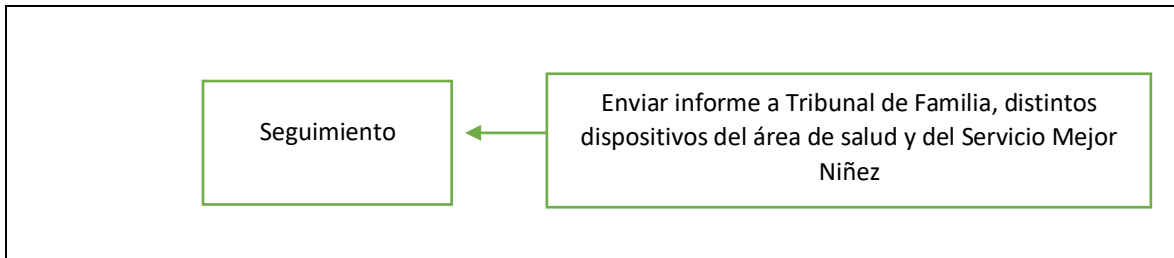 Seguimiento
Enviar informe a Tribunal de Familia, distintos
dispositivos del área de salud y del Servicio Mejor
Niñez